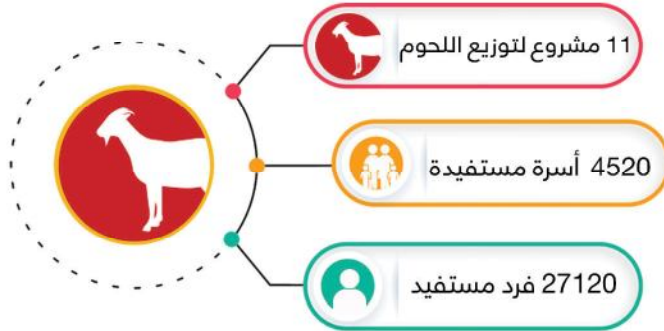 11 مشروع لتوزيع اللحوم
4520 أسرة مستفيدة
27120 فرد مستفيد